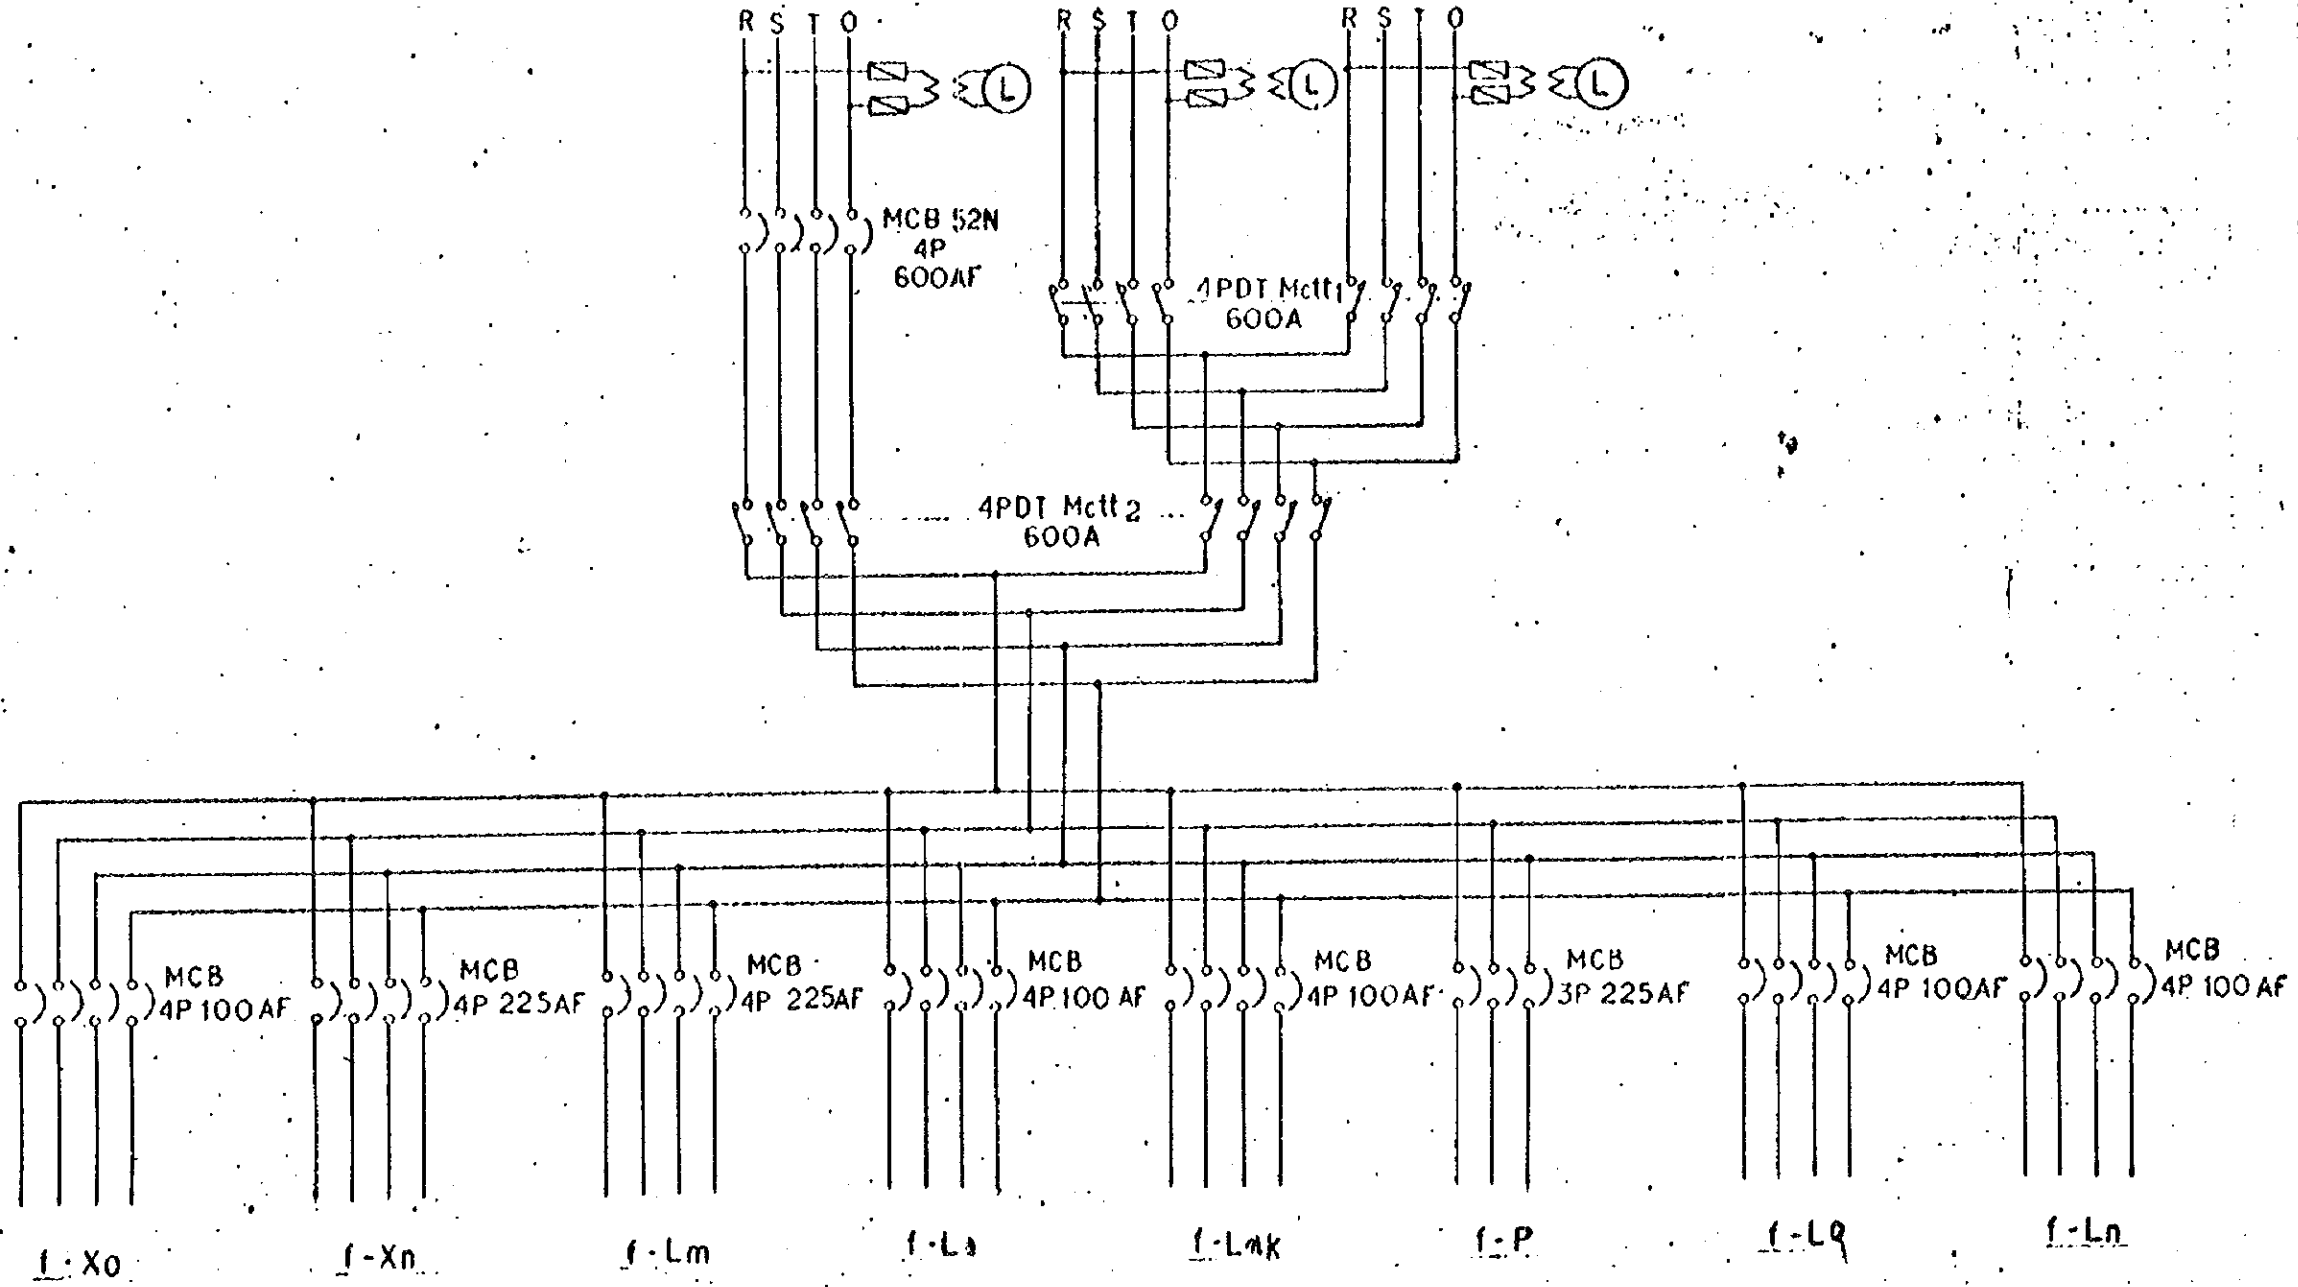 R S T O
R S T O
R S T O
L
L
L
MCB 52N
4P
600AF
4PDT Mctt1
600A
4PDT Mctt2
600A
MCB
4P 100AF
MCB
4P 225AF
MCB
4P 225AF
MCB
4P 100 AF
MCB
4P 100AF
MCB
3P 225AF
MCB
4P 100AF
MCB
4P 100 AF
f-Xo
f-Xn
f-Lm
f-P
f-Ln